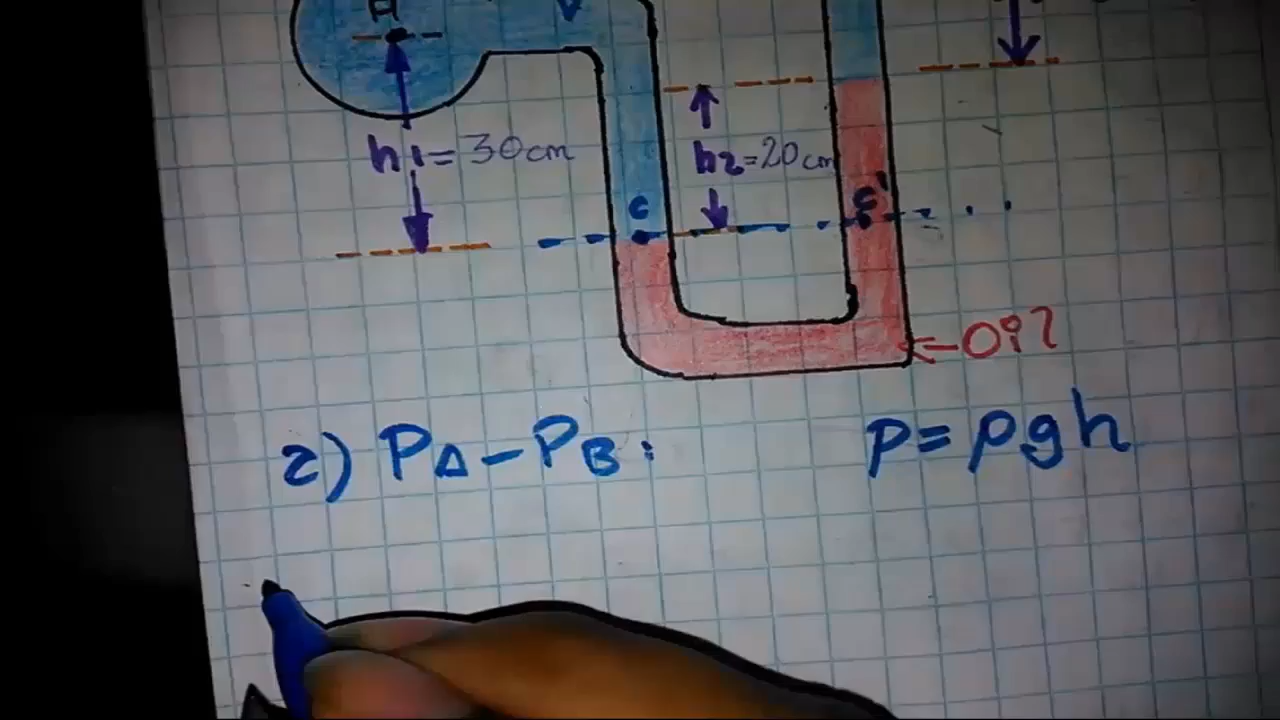 A
h1=30cm
h2=20cm
c
c'
←Oil
2) PA-PB:
p=ρgh